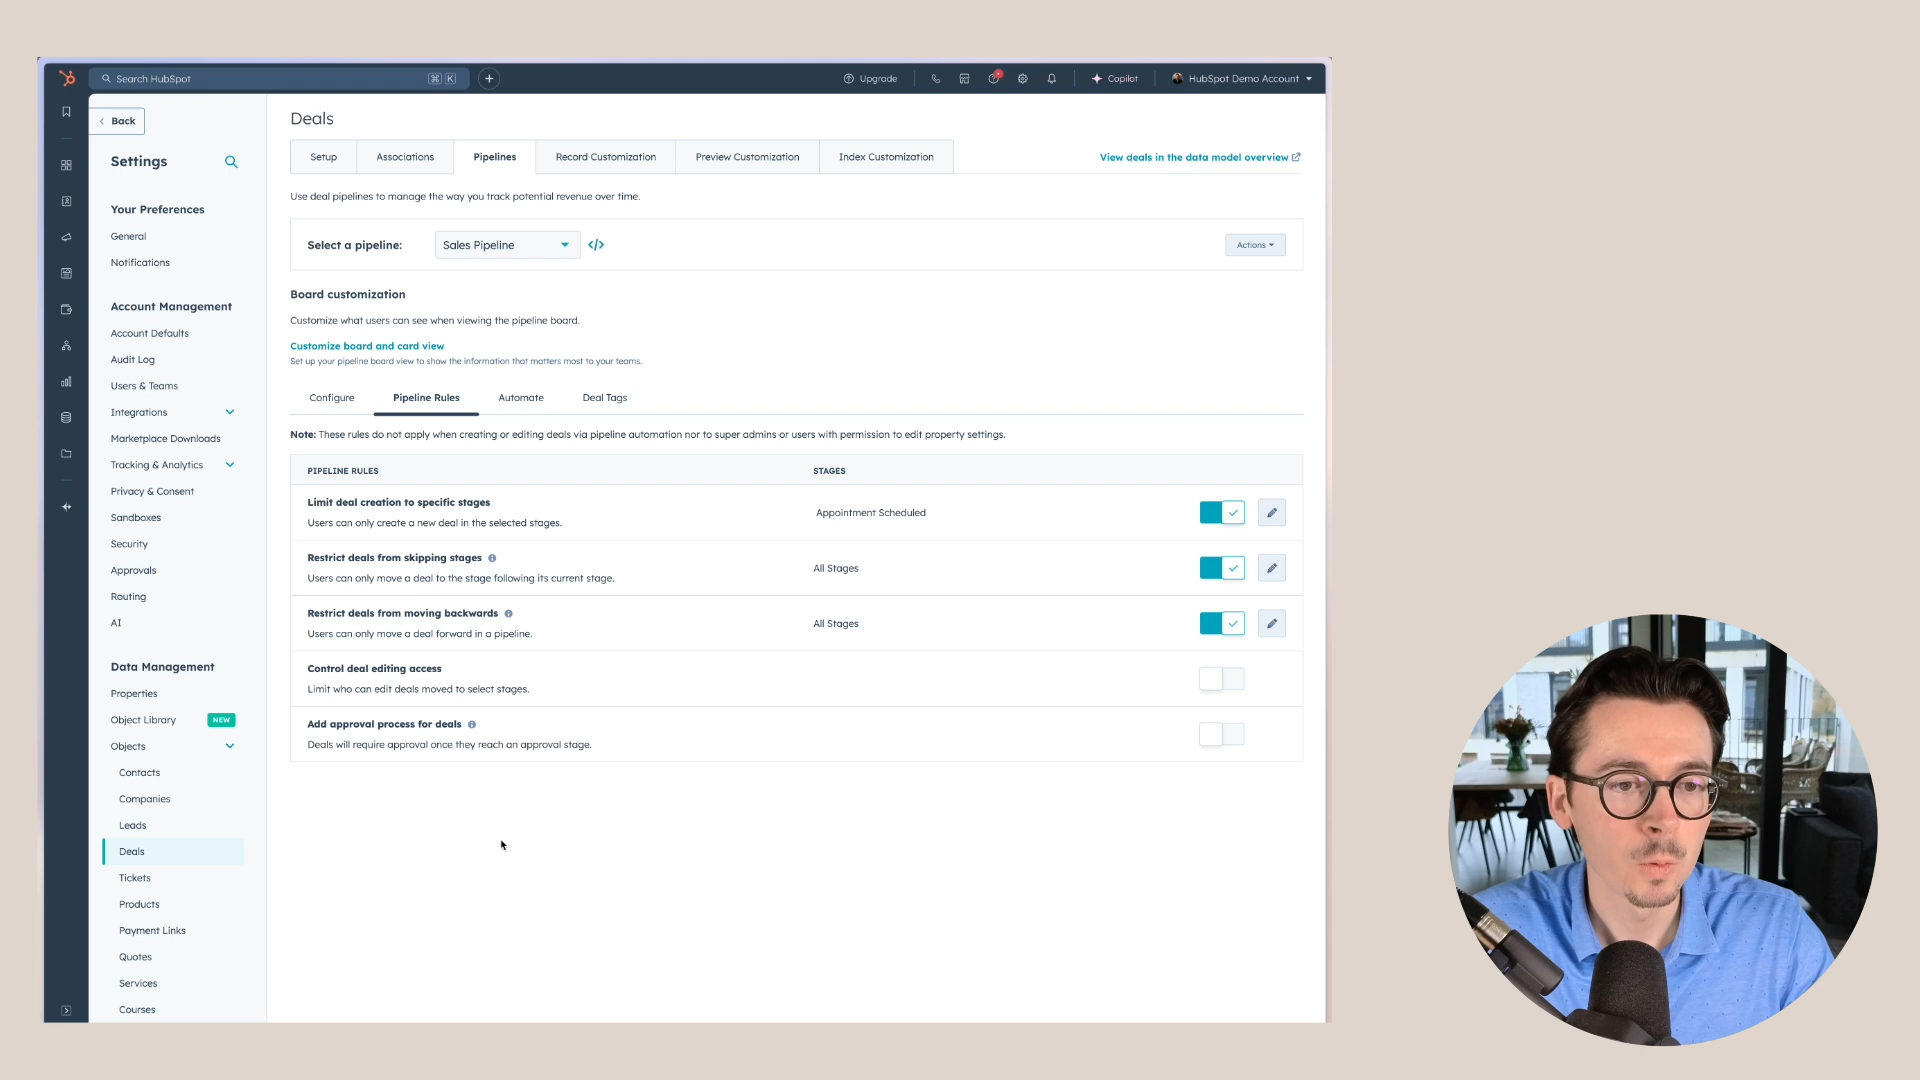 Search HubSpot
⌘ K
Upgrade
Copilot
HubSpot Demo Account
Back
Settings
Your Preferences
General
Notifications
Account Management
Account Defaults
Audit Log
Users & Teams
Integrations
Marketplace Downloads
Tracking & Analytics
Privacy & Consent
Sandboxes
Security
Approvals
Routing
AI
Data Management
Properties
Object Library NEW
Objects
Contacts
Companies
Leads
Deals
Tickets
Products
Payment Links
Quotes
Services
Courses
Deals
Setup
Associations
Pipelines
Record Customization
Preview Customization
Index Customization
View deals in the data model overview
Use deal pipelines to manage the way you track potential revenue over time.
Select a pipeline:
Sales Pipeline
</>
Actions
Board customization
Customize what users can see when viewing the pipeline board.
Customize board and card view
Set up your pipeline board view to show the information that matters most to your teams.
Configure
Pipeline Rules
Automate
Deal Tags
Note: These rules do not apply when creating or editing deals via pipeline automation nor to super admins or users with permission to edit property settings.
PIPELINE RULES
STAGES
Limit deal creation to specific stages
Users can only create a new deal in the selected stages.
Appointment Scheduled
Restrict deals from skipping stages
Users can only move a deal to the stage following its current stage.
All Stages
Restrict deals from moving backwards
Users can only move a deal forward in a pipeline.
All Stages
Control deal editing access
Limit who can edit deals moved to select stages.
Add approval process for deals
Deals will require approval once they reach an approval stage.